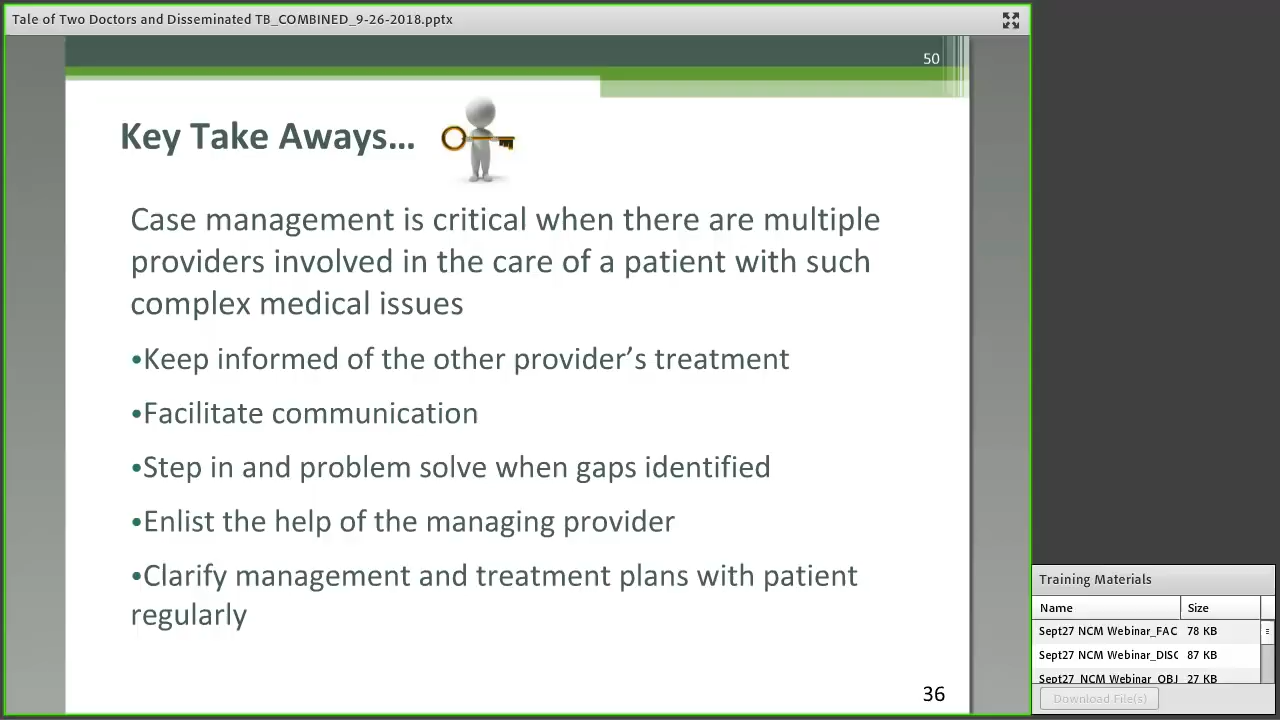 Tale of Two Doctors and Disseminated TB_COMBINED_9-26-2018.pptx
50
Key Take Aways...
Case management is critical when there are multiple
providers involved in the care of a patient with such
complex medical issues
•Keep informed of the other provider's treatment
•Facilitate communication
•Step in and problem solve when gaps identified
•Enlist the help of the managing provider
•Clarify management and treatment plans with patient
regularly
36
Training Materials
Name Size
Sept27 NCM Webinar_FAC 78 KB
Sept27 NCM Webinar_DISC 87 KB
Sept27_NCM Webinar_OBJ 27 KB
Download File(s)